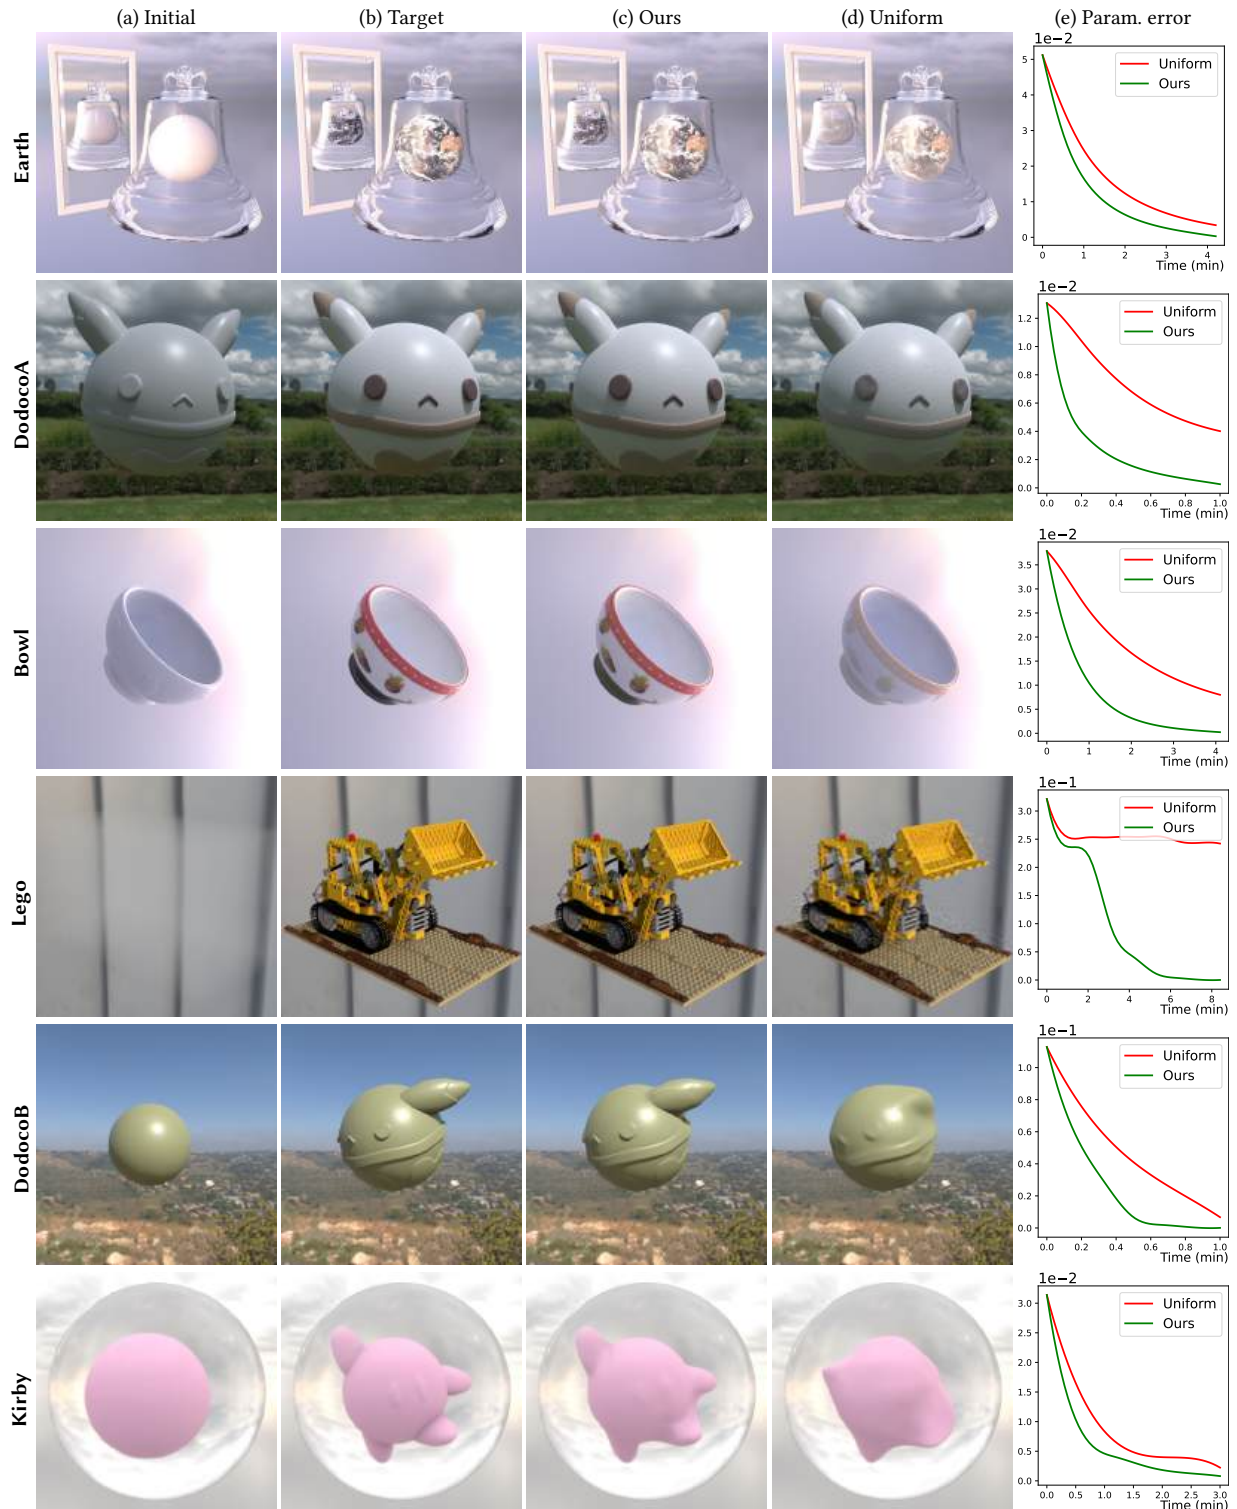 (a) Initial (b) Target (c) Ours (d) Uniform (e) Param. error
Earth
1e−2
Uniform
Ours
5
4
3
2
1
0
0 1 2 3 4
Time (min)
DodocoA
1e−2
Uniform
Ours
1.2
1.0
0.8
0.6
0.4
0.2
0.0
0.0 0.2 0.4 0.6 0.8 1.0
Time (min)
Bowl
1e−2
Uniform
Ours
3.5
3.0
2.5
2.0
1.5
1.0
0.5
0.0
0 1 2 3 4
Time (min)
Lego
1e−1
Uniform
Ours
3.0
2.5
2.0
1.5
1.0
0.5
0.0
0 2 4 6 8
Time (min)
DodocoB
1e−1
Uniform
Ours
1.0
0.8
0.6
0.4
0.2
0.0
0.0 0.2 0.4 0.6 0.8 1.0
Time (min)
Kirby
1e−2
Uniform
Ours
3.0
2.5
2.0
1.5
1.0
0.5
0.0
0.0 0.5 1.0 1.5 2.0 2.5 3.0
Time (min)